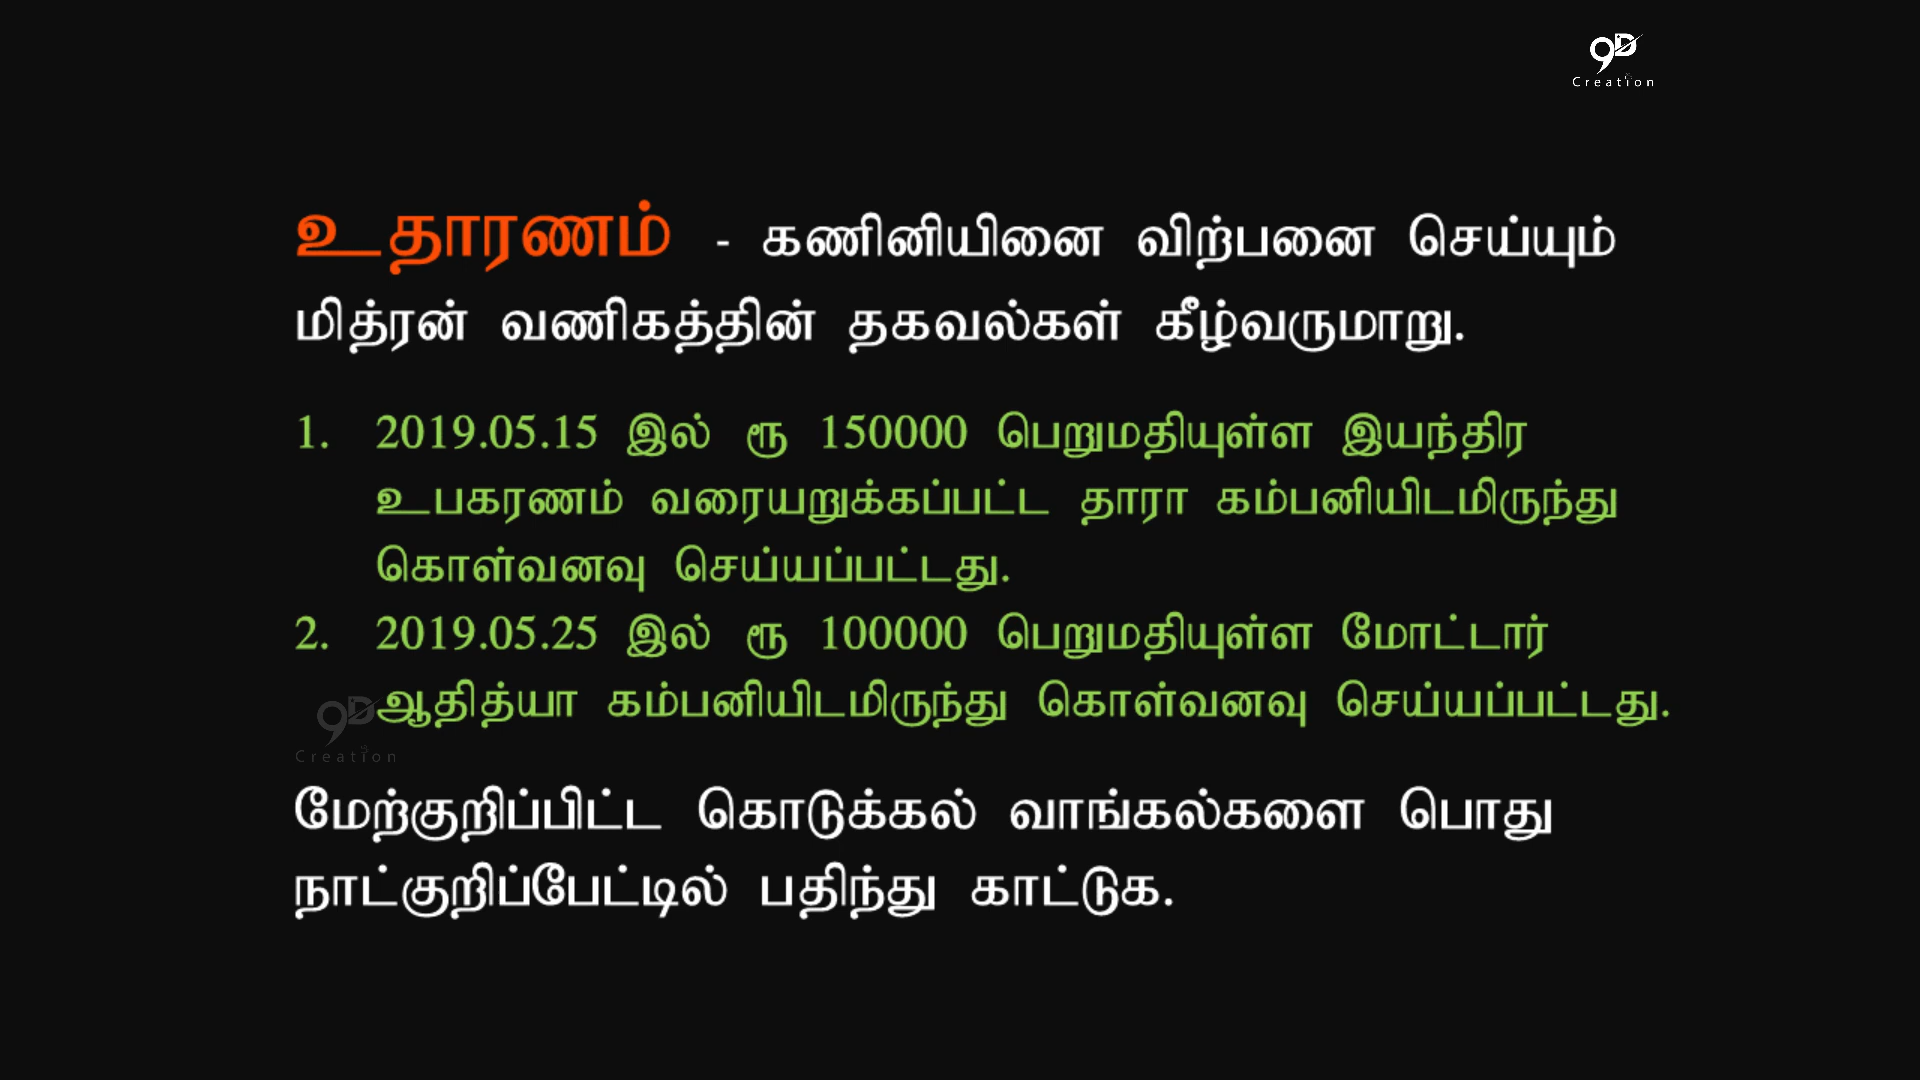 9D
Creation
உதாரணம் - கணினியினை விற்பனை செய்யும்
மித்ரன் வணிகத்தின் தகவல்கள் கீழ்வருமாறு.
1. 2019.05.15 இல் ரூ 150000 பெறுமதியுள்ள இயந்திர
உபகரணம் வரையறுக்கப்பட்ட தாரா கம்பனியிடமிருந்து
கொள்வனவு செய்யப்பட்டது.
2. 2019.05.25 இல் ரூ 100000 பெறுமதியுள்ள மோட்டார்
ஆதித்யா கம்பனியிடமிருந்து கொள்வனவு செய்யப்பட்டது.
9D
Creation
மேற்குறிப்பிட்ட கொடுக்கல் வாங்கல்களை பொது
நாட்குறிப்பேட்டில் பதிந்து காட்டுக.